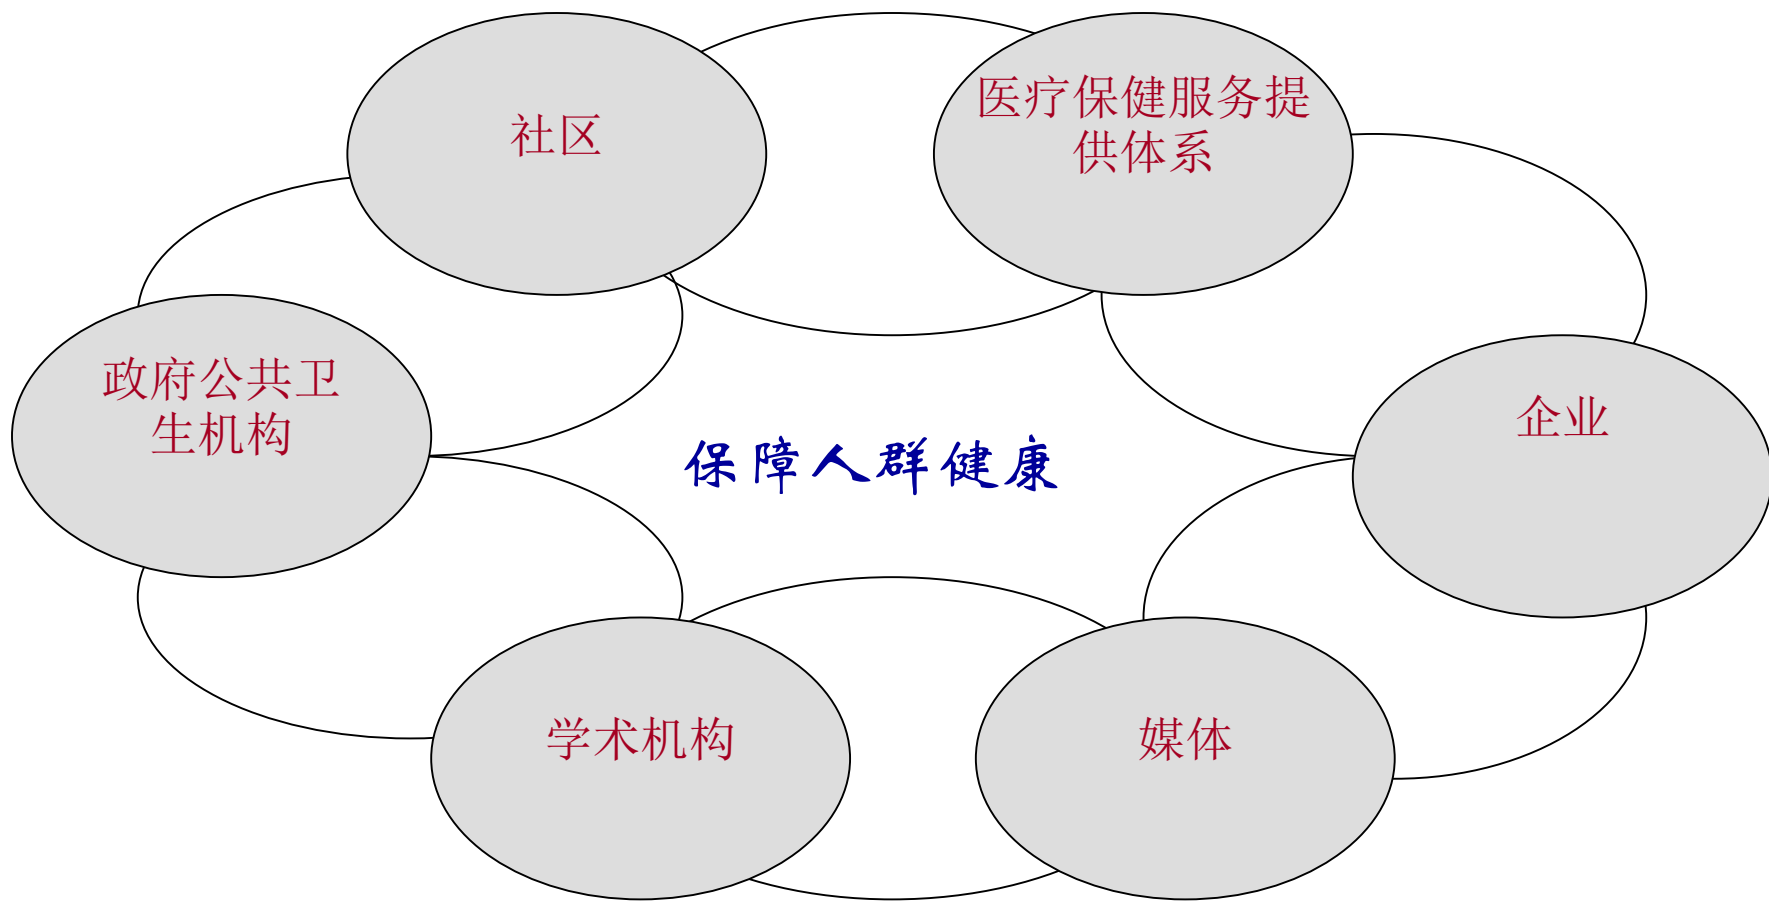 社区
医疗保健服务提
供体系
政府公共卫
生机构
企业
保障人群健康
学术机构
媒体